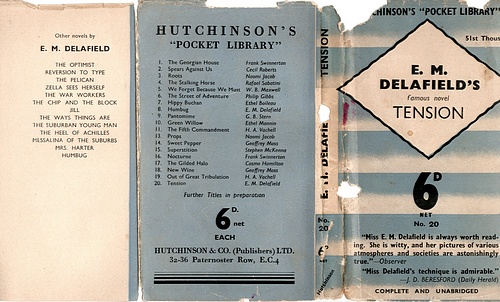 Other novels by
E. M. DELAFIELD
THE OPTIMIST
REVERSION TO TYPE
THE PELICAN
ZELLA SEES HERSELF
THE WAR WORKERS
THE CHIP AND THE BLOCK
JILL
THE WAYS THINGS ARE
THE SUBURBAN YOUNG MAN
THE HEEL OF ACHILLES
MESSALINA OF THE SUBURBS
MRS. HARTER
HUMBUG
HUTCHINSON'S
"POCKET LIBRARY"
1. The Georgian House Frank Swinnerton
2. Spears Against Us Cecil Roberts
3. Roots Naomi Jacob
4. The Stalking Horse Rafael Sabatini
5. We Forget Because We Must W. B. Maxwell
6. The Street of Adventure Philip Gibbs
7. Hippy Buchan Ethel Boileau
8. Humbug E. M. Delafield
9. Pantomime G. B. Stern
10. Green Willow Ethel Mannin
11. The Fifth Commandment H. A. Vachell
13. Props Naomi Jacob
14. Sweet Pepper Geoffrey Moss
15. Superstition Stephen McKenna
16. Nocturne Frank Swinnerton
17. The Gilded Halo Cosmo Hamilton
18. New Wine Geoffrey Moss
19. Out of Great Tribulation H. A. Vachell
20. Tension E. M. Delafield
Further Titles in preparation
6D.
net
EACH
HUTCHINSON & CO. (Publishers) LTD.
32-36 Paternoster Row, E.C.4
TENSION
E. M. DELAFIE
No.
20
6D
Hutchinson
CHINSON'S "POCKET LIBRARY"
51st Thous
E. M.
DELAFIELD'S
famous novel
TENSION
6D.
NET
No. 20
"Miss E. M. Delafield is always worth read-
ing. She is witty, and her pictures of various
atmospheres and societies are astonishingly
true."—Observer
"Miss Delafield's technique is admirable."
—J. D. BERESFORD (Daily Herald)
COMPLETE AND UNABRIDGED